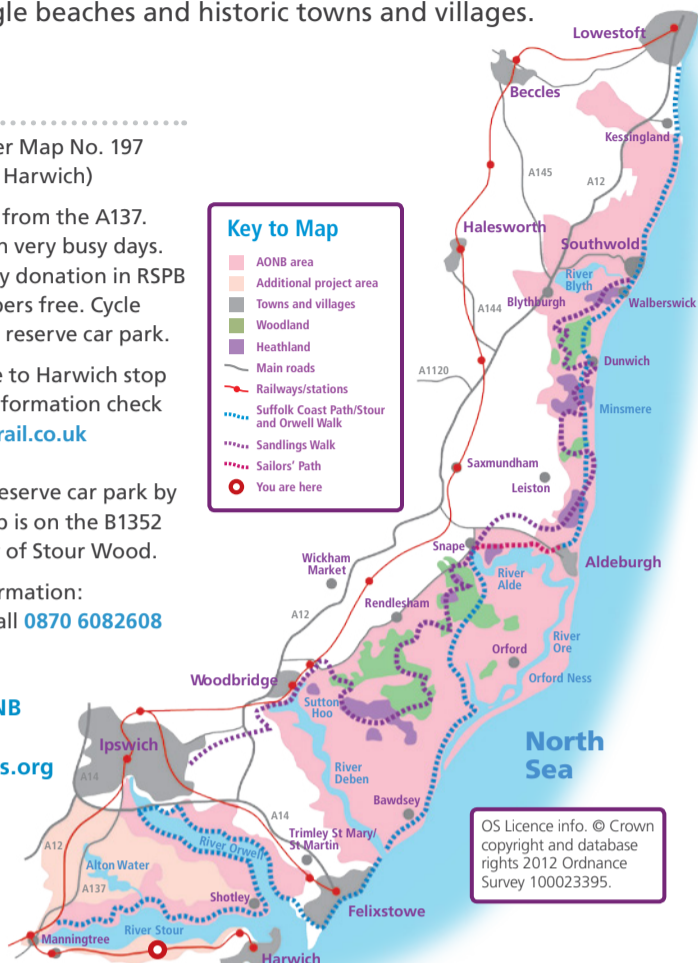 gle beaches and historic towns and villages.
er Map No. 197
Harwich)
from the A137.
n very busy days.
y donation in RSPB
bers free. Cycle
reserve car park.
e to Harwich stop
formation check
rail.co.uk
eserve car park by
p is on the B1352
of Stour Wood.
rmation:
all 0870 6082608
NB
s.org
Key to Map
AONB area
Additional project area
Towns and villages
Woodland
Heathland
Main roads
Railways/stations
Suffolk Coast Path/Stour
and Orwell Walk
Sandlings Walk
Sailors' Path
You are here
Lowestoft
Beccles
Kessingland
A145
A12
Halesworth
Southwold
River
Blyth
Blythburgh
Walberswick
A144
Dunwich
A1120
Minsmere
Saxmundham
Leiston
Snape
Aldeburgh
Wickham
Market
River
Alde
Rendlesham
A12
River
Ore
Orford
Orford Ness
Woodbridge
Sutton
Hoo
Ipswich
North
Sea
River
Deben
A14
Bawdsey
A14
Trimley St Mary/
St Martin
A12
River Orwell
Alton Water
A137
Shotley
Felixstowe
River Stour
Manningtree
Harwich
OS Licence info. © Crown
copyright and database
rights 2012 Ordnance
Survey 100023395.